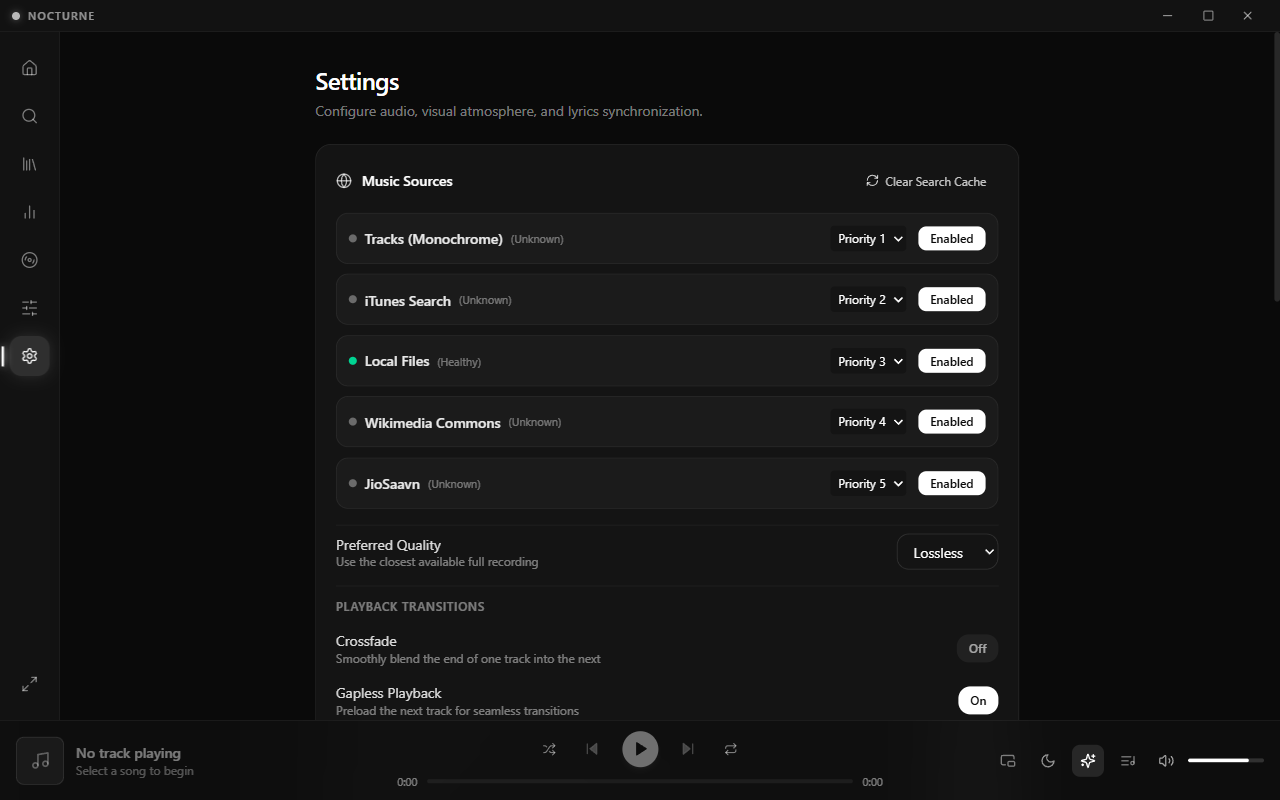 NOCTURNE
Settings
Configure audio, visual atmosphere, and lyrics synchronization.
Music Sources
Clear Search Cache
Tracks (Monochrome) (Unknown) Priority 1 Enabled
iTunes Search (Unknown) Priority 2 Enabled
Local Files (Healthy) Priority 3 Enabled
Wikimedia Commons (Unknown) Priority 4 Enabled
JioSaavn (Unknown) Priority 5 Enabled
Preferred Quality
Use the closest available full recording
Lossless
PLAYBACK TRANSITIONS
Crossfade
Smoothly blend the end of one track into the next
Off
Gapless Playback
Preload the next track for seamless transitions
On
No track playing
Select a song to begin
0:00
0:00